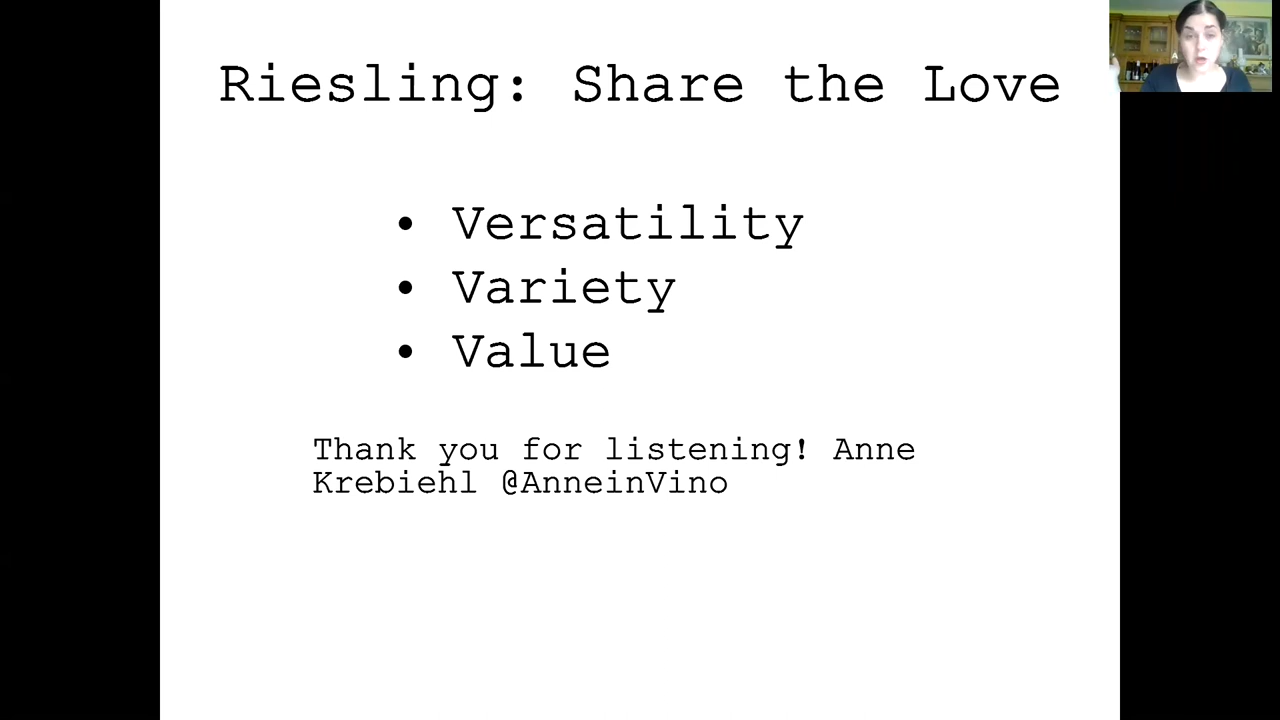 Riesling: Share the Love
• Versatility
• Variety
• Value
Thank you for listening! Anne
Krebiehl @AnneinVino